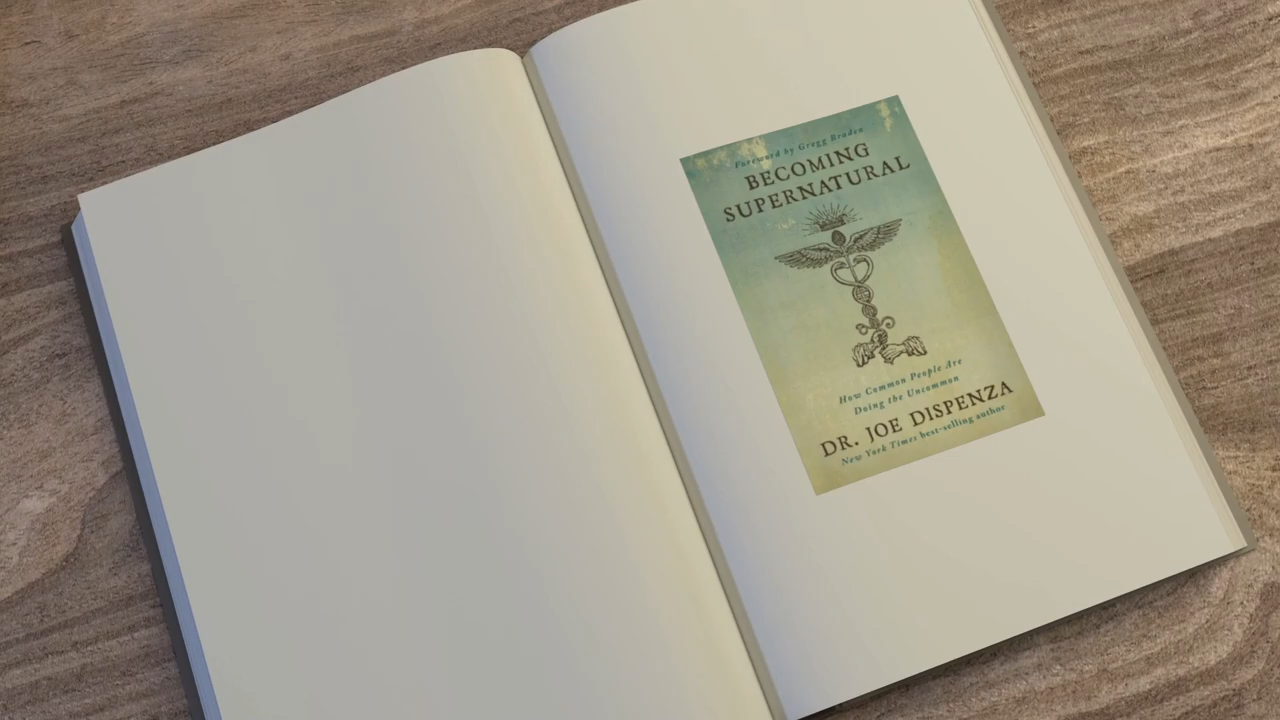 Foreword by Gregg Braden
BECOMING
SUPERNATURAL
How Common People Are
Doing the Uncommon
DR. JOE DISPENZA
New York Times best-selling author